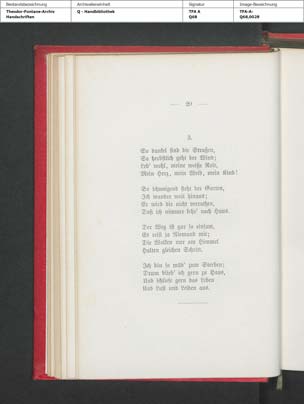 Bestandsbezeichnung
Theodor-Fontane-Archiv
Handschriften
Archivalieneinheit
Q - Handbibliothek
Signatur
TFA A
Q68
Image-Bezeichnung
TFA-A-
Q68,0029
— 20 —
3.
So dunkel sind die Straßen,
So herbstlich geht der Wind;
Leb' wohl, meine weiße Rose,
Mein Herz, mein Weib, mein Kind!
So schweigend steht der Garten,
Ich wandre weit hinaus;
Er wird dir nicht verrathen,
Daß ich nimmer kehr' nach Haus.
Der Weg ist gar so einsam,
Es reist ja Niemand mit;
Die Wolken nur am Himmel
Halten gleichen Schritt.
Ich bin so müd' zum Sterben;
Drum blieb' ich gern zu Haus,
Und schliefe gern das Leben
Und Lust und Leiden aus.